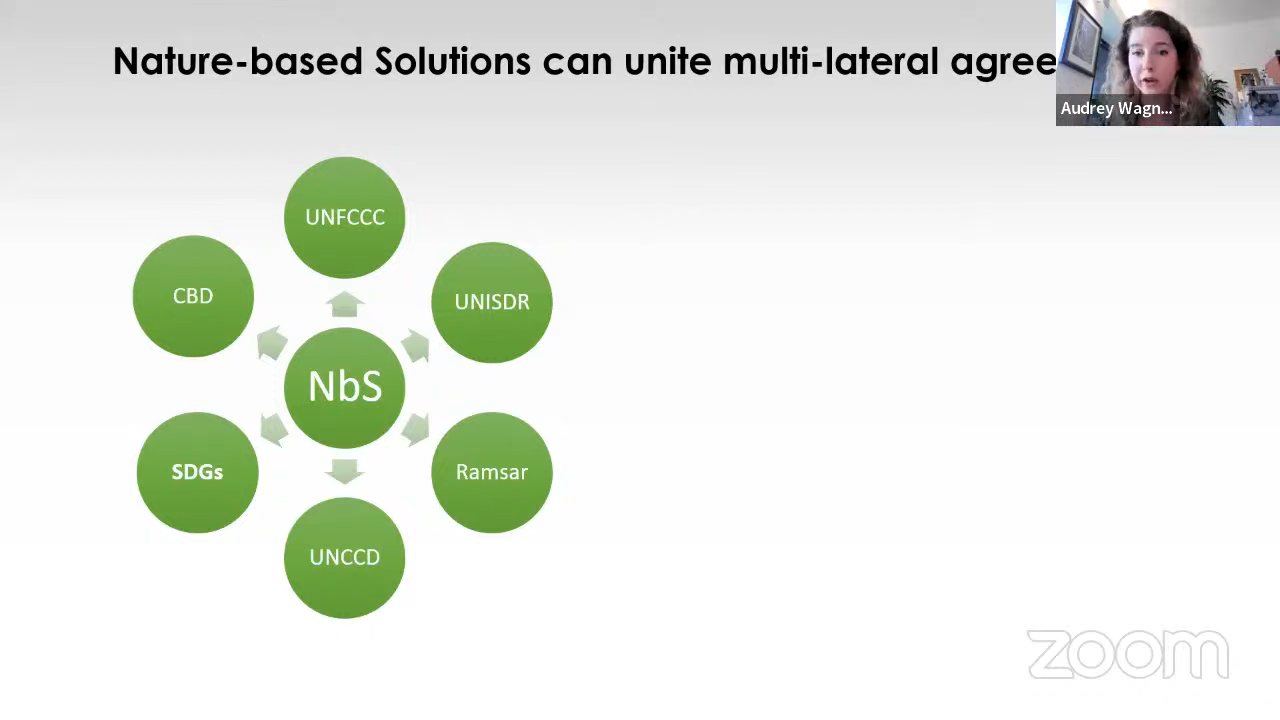 Nature-based Solutions can unite multi-lateral agree
Audrey Wagn...
UNFCCC
CBD
UNISDR
NbS
SDGs
Ramsar
UNCCD
zoom